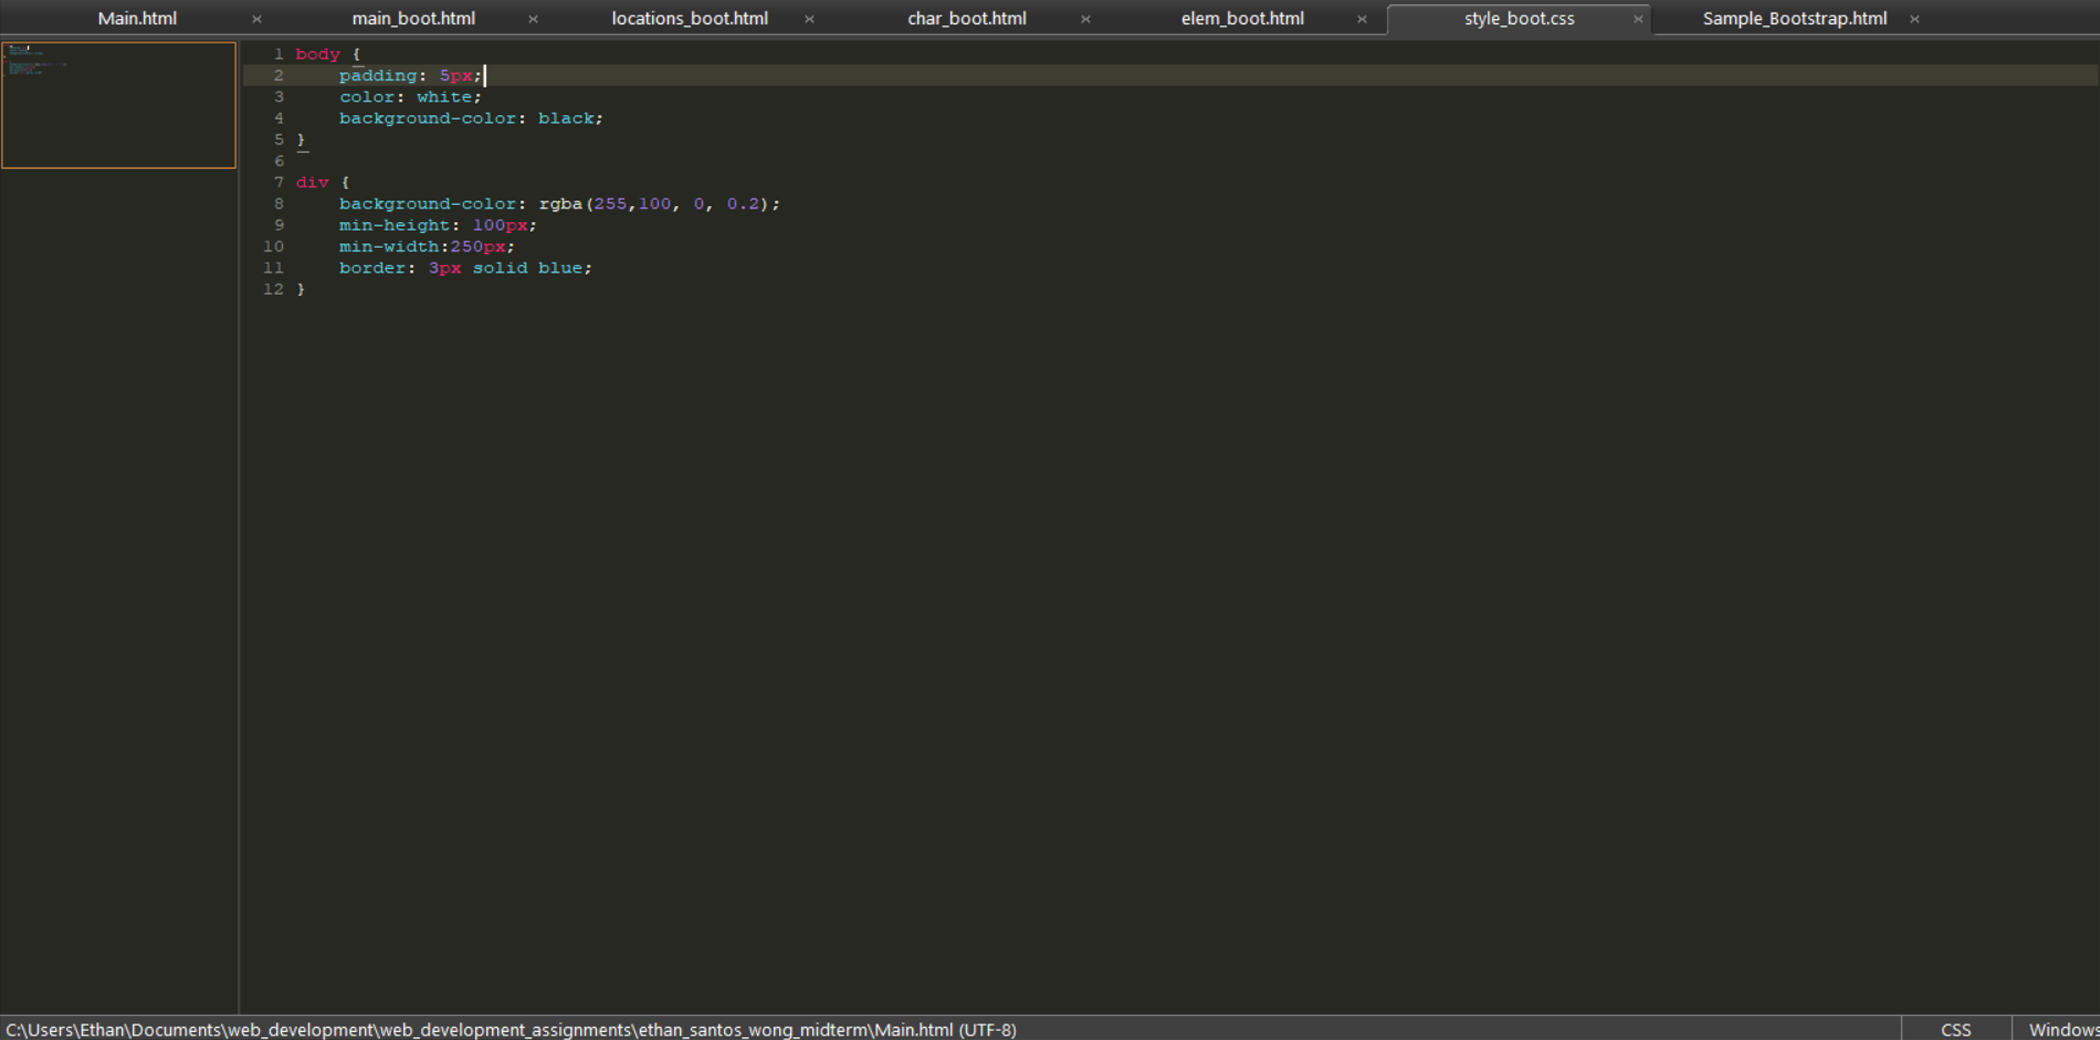 Main.html × main_boot.html × locations_boot.html × char_boot.html × elem_boot.html × style_boot.css × Sample_Bootstrap.html ×
1 body {
2     padding: 5px;
3     color: white;
4     background-color: black;
5 }
6
7 div {
8     background-color: rgba(255,100, 0, 0.2);
9     min-height: 100px;
10     min-width:250px;
11     border: 3px solid blue;
12 }
C:\Users\Ethan\Documents\web_development\web_development_assignments\ethan_santos_wong_midterm\Main.html (UTF-8) CSS Windows